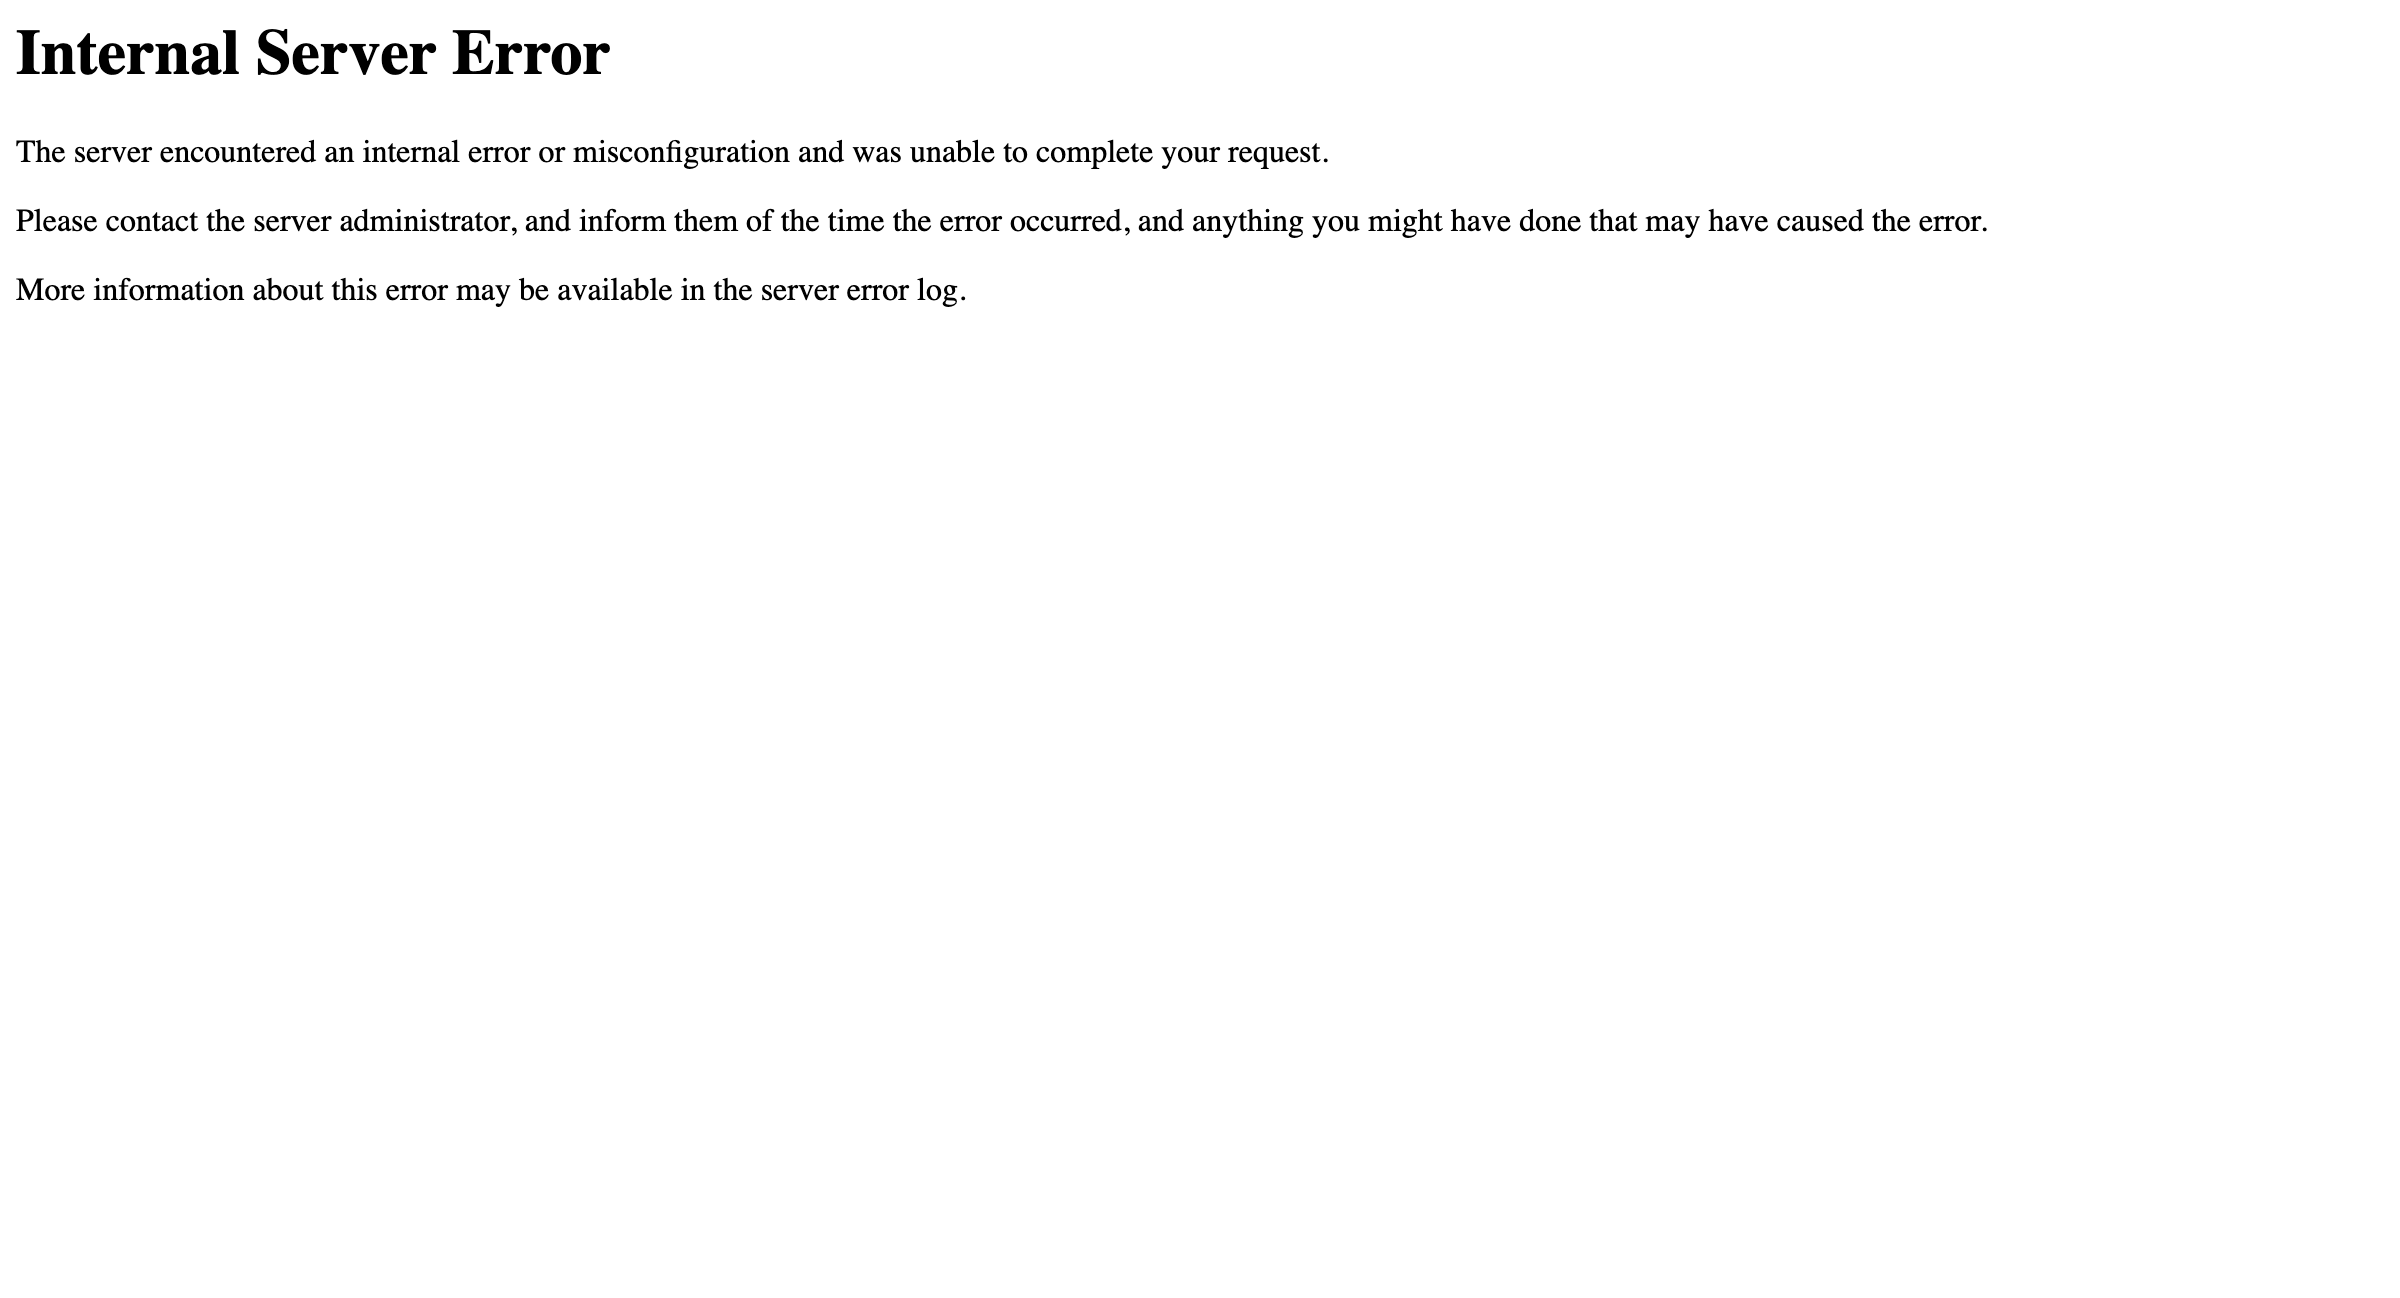 Internal Server Error
The server encountered an internal error or misconfiguration and was unable to complete your request.
Please contact the server administrator, and inform them of the time the error occurred, and anything you might have done that may have caused the error.
More information about this error may be available in the server error log.